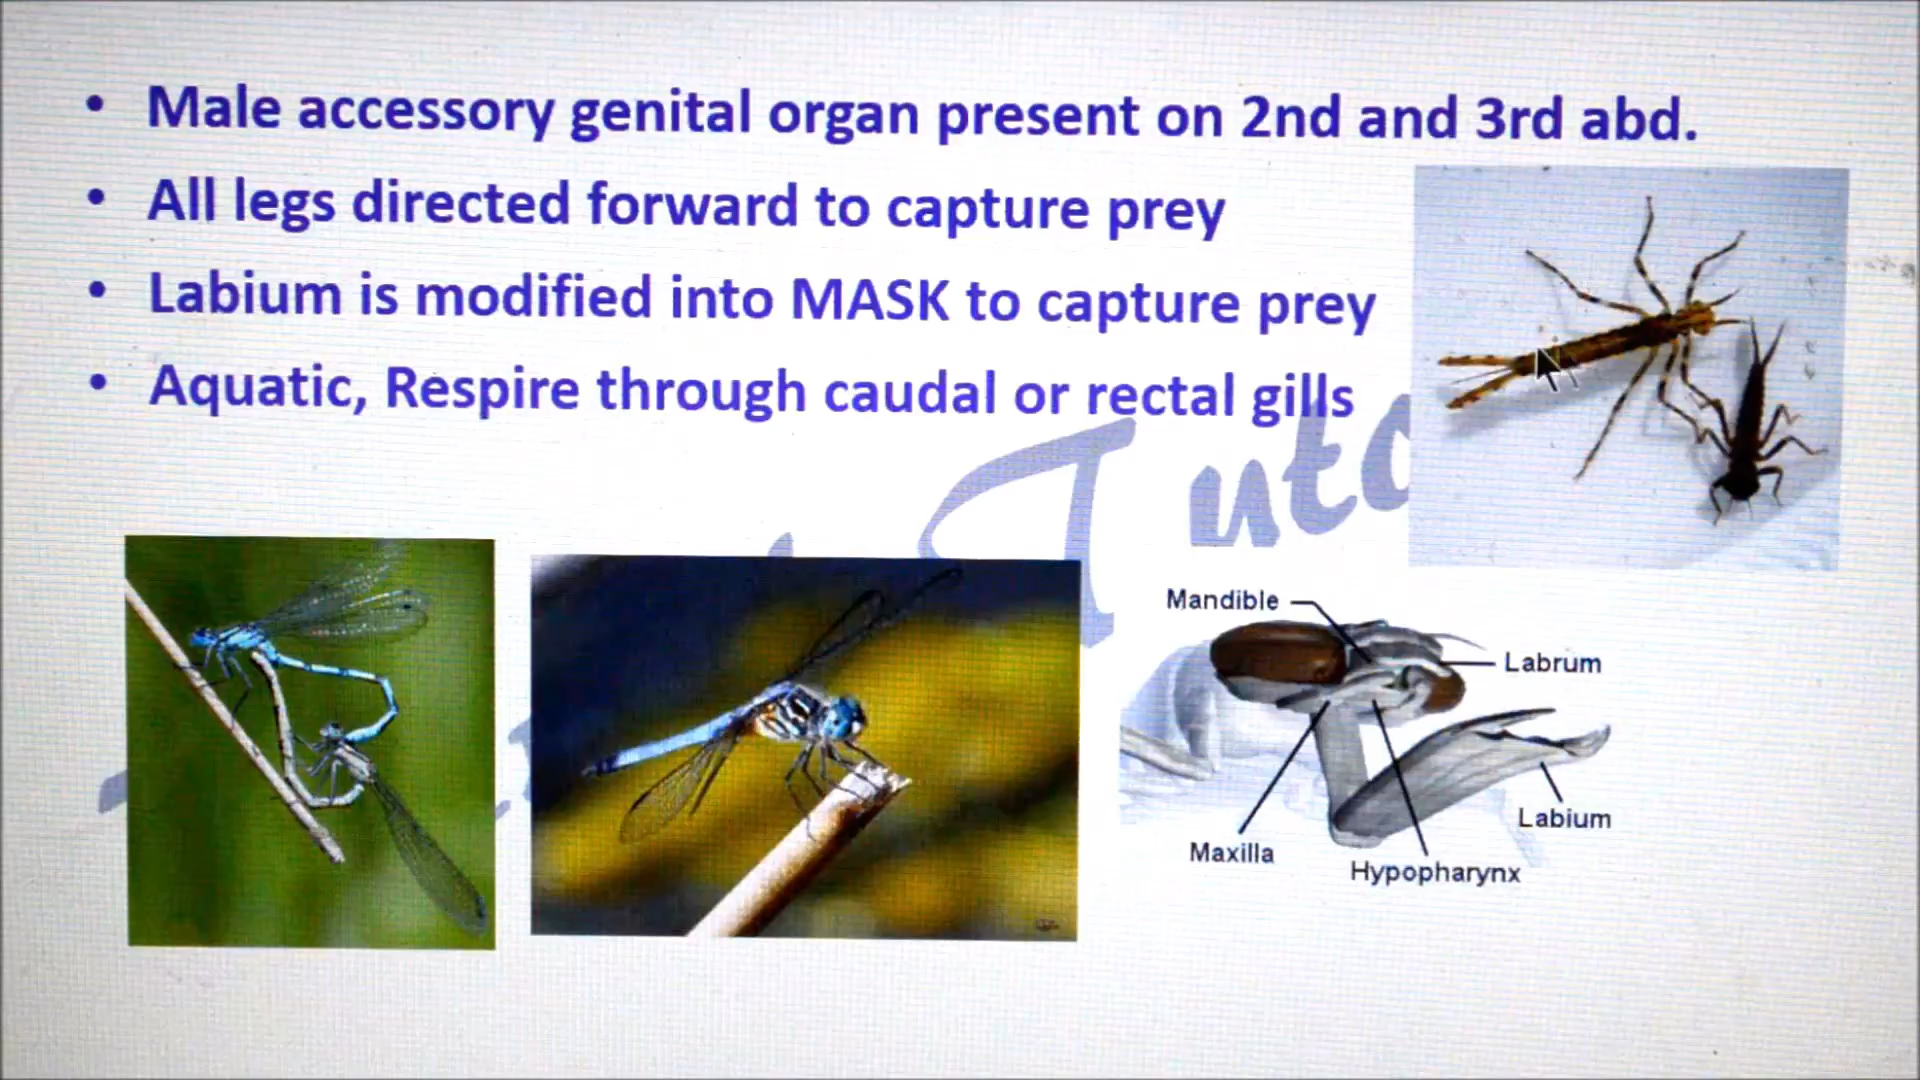 • Male accessory genital organ present on 2nd and 3rd abd.
• All legs directed forward to capture prey
• Labium is modified into MASK to capture prey
• Aquatic, Respire through caudal or rectal gills
Mandible
Labrum
Labium
Maxilla
Hypopharynx